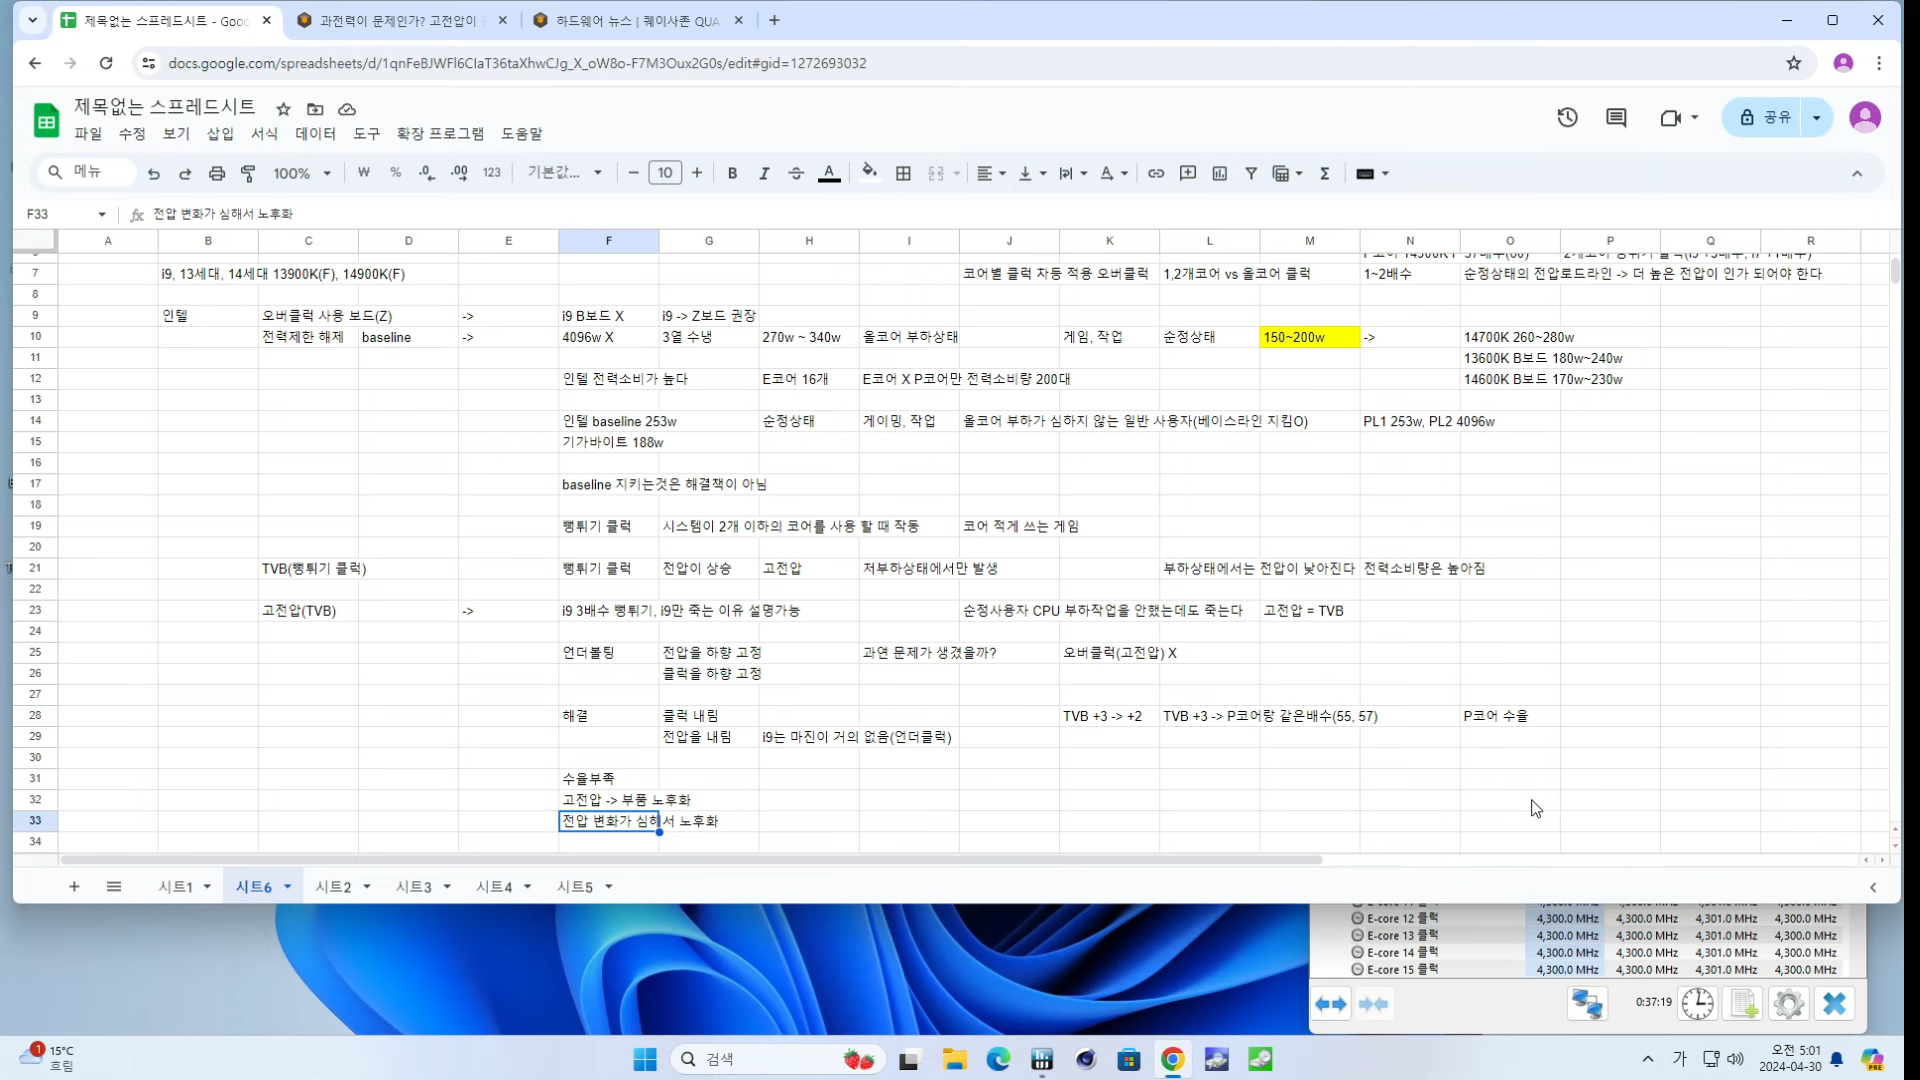 제목없는 스프레드시트 - Goo
과전력이 문제인가? 고전압이
하드웨어 뉴스 | 퀘이사존 QUA
docs.google.com/spreadsheets/d/1qnFeBJWFl6CIaT36taXhwCJg_X_oW8o-F7M3Oux2G0s/edit#gid=1272693032
제목없는 스프레드시트
파일 수정 보기 삽입 서식 데이터 도구 확장 프로그램 도움말
공유
메뉴 100% ₩ % .0 .00 123 기본값... 10 B I A
F33 fx 전압 변화가 심해서 노후화
A B C D E F G H I J K L M N O P Q R
7 i9, 13세대, 14세대 13900K(F), 14900K(F) 코어별 클럭 차등 적용 오버클럭 1,2개코어 vs 올코어 클럭 1~2배수 순정상태의 전압로드라인 -> 더 높은 전압이 인가 되어야 한다
8
9 인텔 오버클럭 사용 보드(Z) -> i9 B보드 X i9 -> Z보드 권장
10 전력제한 해제 baseline -> 4096w X 3열 수냉 270w ~ 340w 올코어 부하상태 게임, 작업 순정상태 150~200w -> 14700K 260~280w
11 13600K B보드 180w~240w
12 인텔 전력소비가 높다 E코어 16개 E코어 X P코어만 전력소비량 200대 14600K B보드 170w~230w
13
14 인텔 baseline 253w 순정상태 게이밍, 작업 올코어 부하가 심하지 않는 일반 사용자(베이스라인 지킴O) PL1 253w, PL2 4096w
15 기가바이트 188w
16
17 baseline 지키는것은 해결책이 아님
18
19 뻥튀기 클럭 시스템이 2개 이하의 코어를 사용 할 때 작동 코어 적게 쓰는 게임
20
21 TVB(뻥튀기 클럭) 뻥튀기 클럭 전압이 상승 고전압 저부하상태에서만 발생 부하상태에서는 전압이 낮아진다 전력소비량은 높아짐
22
23 고전압(TVB) -> i9 3배수 뻥튀기, i9만 죽는 이유 설명가능 순정사용자 CPU 부하작업을 안했는데도 죽는다 고전압 = TVB
24
25 언더볼팅 전압을 하향 고정 과연 문제가 생겼을까? 오버클럭(고전압) X
26 클럭을 하향 고정
27
28 해결 클럭 내림 TVB +3 -> +2 TVB +3 -> P코어랑 같은배수(55, 57) P코어 수율
29 전압을 내림 i9는 마진이 거의 없음(언더클럭)
30
31 수율부족
32 고전압 -> 부품 노후화
33 전압 변화가 심해서 노후화
34
시트1 시트6 시트2 시트3 시트4 시트5
E-core 12 클럭 4,300.0 MHz 4,300.0 MHz 4,301.0 MHz 4,300.0 MHz
E-core 13 클럭 4,300.0 MHz 4,300.0 MHz 4,301.0 MHz 4,300.0 MHz
E-core 14 클럭 4,300.0 MHz 4,300.0 MHz 4,301.0 MHz 4,300.0 MHz
E-core 15 클럭 4,300.0 MHz 4,300.0 MHz 4,301.0 MHz 4,300.0 MHz
0:37:19
1 15°C
흐림
검색
가
오전 5:01
2024-04-30
PRE